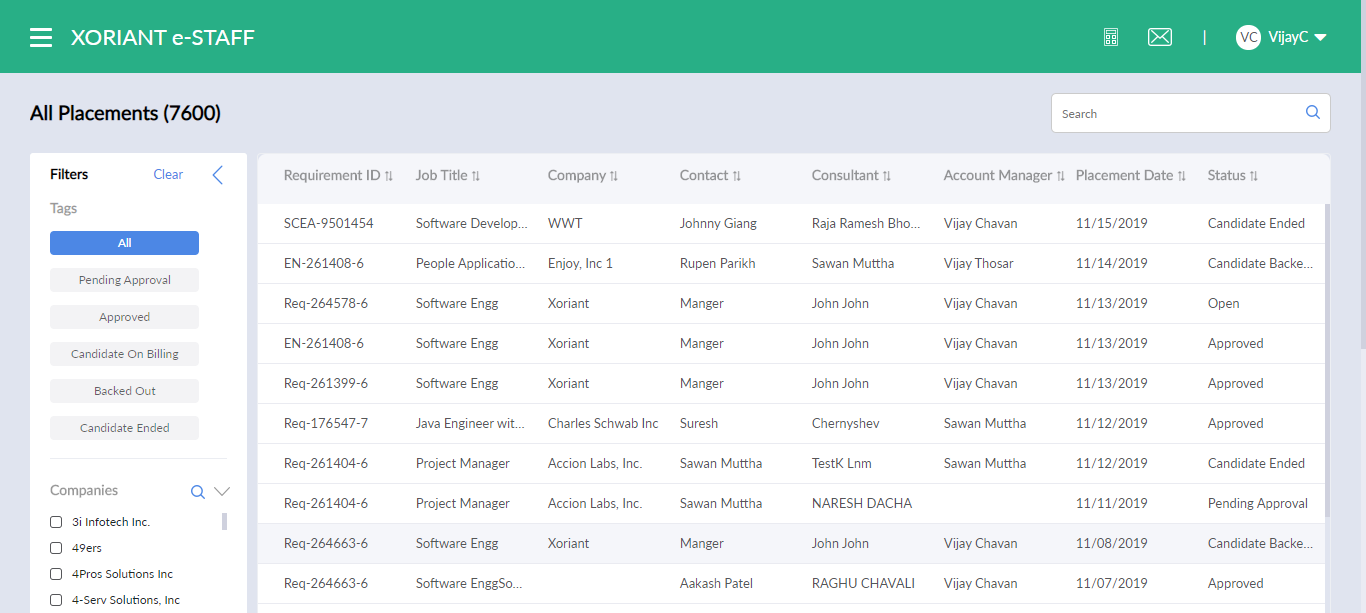 XORIANT e-STAFF
VC VijayC
All Placements (7600)
Search
Filters Clear
Tags
All
Pending Approval
Approved
Candidate On Billing
Backed Out
Candidate Ended
Companies
3i Infotech Inc.
49ers
4Pros Solutions Inc
4-Serv Solutions, Inc
Requirement ID Job Title Company Contact Consultant Account Manager Placement Date Status
SCEA-9501454 Software Develop... WWT Johnny Giang Raja Ramesh Bho... Vijay Chavan 11/15/2019 Candidate Ended
EN-261408-6 People Applicatio... Enjoy, Inc 1 Rupen Parikh Sawan Muttha Vijay Thosar 11/14/2019 Candidate Backe...
Req-264578-6 Software Engg Xoriant Manger John John Vijay Chavan 11/13/2019 Open
EN-261408-6 Software Engg Xoriant Manger John John Vijay Chavan 11/13/2019 Approved
Req-261399-6 Software Engg Xoriant Manger John John Vijay Chavan 11/13/2019 Approved
Req-176547-7 Java Engineer wit... Charles Schwab Inc Suresh Chernyshev Sawan Muttha 11/12/2019 Approved
Req-261404-6 Project Manager Accion Labs, Inc. Sawan Muttha TestK Lnm Sawan Muttha 11/12/2019 Candidate Ended
Req-261404-6 Project Manager Accion Labs, Inc. Sawan Muttha NARESH DACHA 11/11/2019 Pending Approval
Req-264663-6 Software Engg Xoriant Manger John John Vijay Chavan 11/08/2019 Candidate Backe...
Req-264663-6 Software EnggSo... Aakash Patel RAGHU CHAVALI Vijay Chavan 11/07/2019 Approved